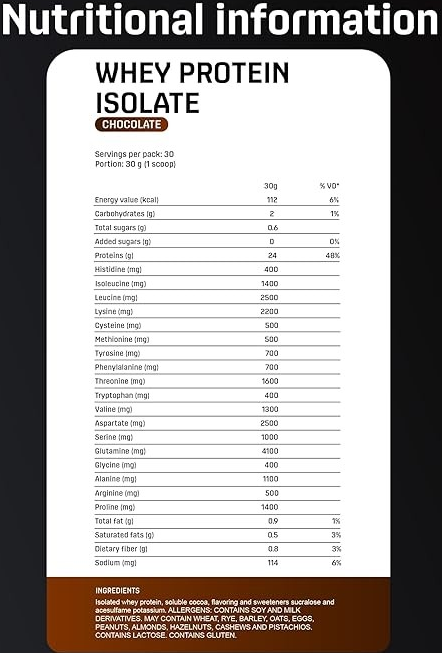 Nutritional information
WHEY PROTEIN
ISOLATE
CHOCOLATE
Servings per pack: 30
Portion: 30 g (1 scoop)
30g % VD*
Energy value (kcal) 112 6%
Carbohydrates (g) 2 1%
Total sugars (g) 0.6
Added sugars (g) 0 0%
Proteins (g) 24 48%
Histidine (mg) 400
Isoleucine (mg) 1400
Leucine (mg) 2500
Lysine (mg) 2200
Cysteine (mg) 500
Methionine (mg) 500
Tyrosine (mg) 700
Phenylalanine (mg) 700
Threonine (mg) 1600
Tryptophan (mg) 400
Valine (mg) 1300
Aspartate (mg) 2500
Serine (mg) 1000
Glutamine (mg) 4100
Glycine (mg) 400
Alanine (mg) 1100
Arginine (mg) 500
Proline (mg) 1400
Total fat (g) 0.9 1%
Saturated fats (g) 0.5 3%
Dietary fiber (g) 0.8 3%
Sodium (mg) 114 6%
INGREDIENTS
Isolated whey protein, soluble cocoa, flavoring and sweeteners sucralose and
acesulfame potassium. ALLERGENS: CONTAINS SOY AND MILK
DERIVATIVES. MAY CONTAIN WHEAT, RYE, BARLEY, OATS, EGGS,
PEANUTS, ALMONDS, HAZELNUTS, CASHEWS AND PISTACHIOS.
CONTAINS LACTOSE. CONTAINS GLUTEN.